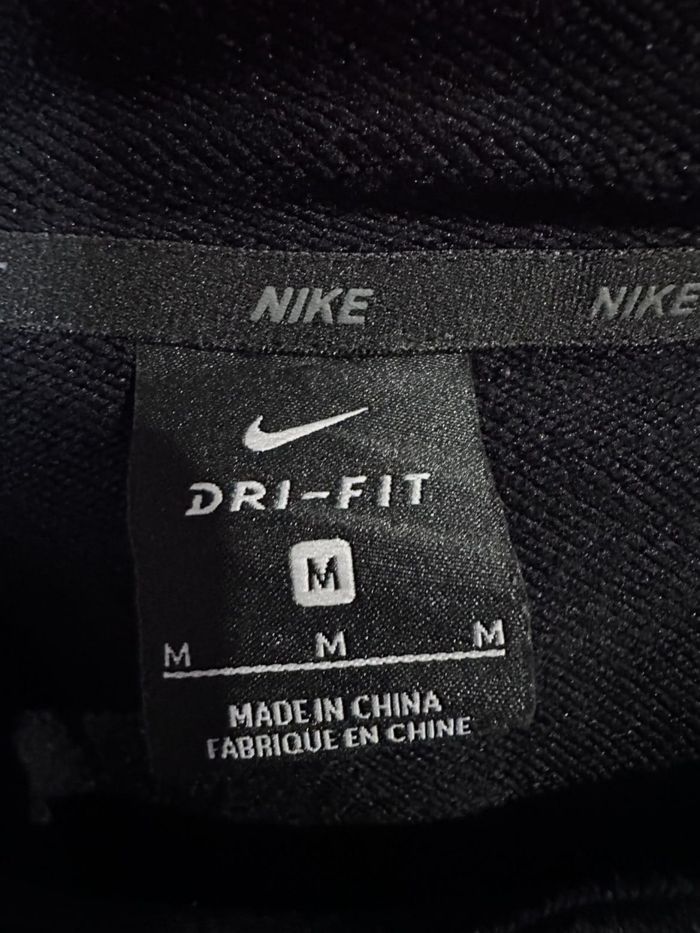 NIKE NIKE
DRI-FIT
M
M M M
MADE IN CHINA
FABRIQUE EN CHINE